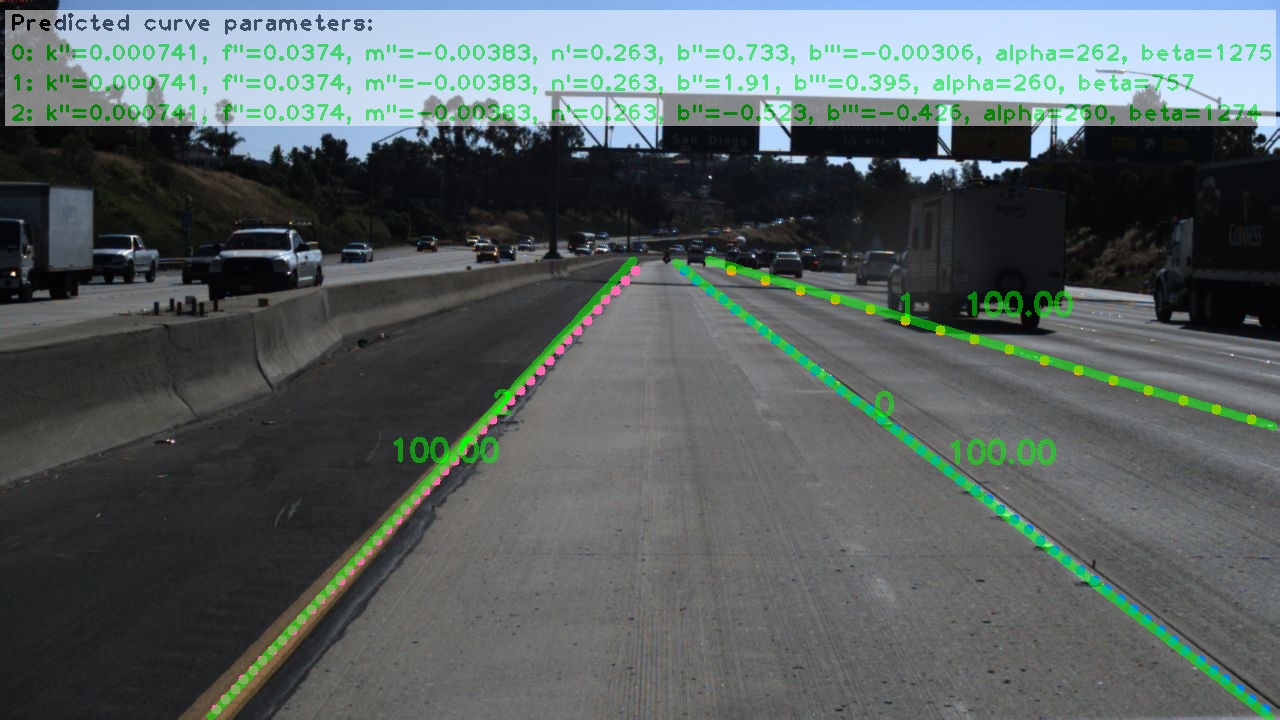 Predicted curve parameters:
0: k''=0.000741, f''=0.0374, m''=-0.00383, n'=0.263, b''=0.733, b'''=-0.00306, alpha=262, beta=1275
1: k''=0.000741, f''=0.0374, m''=-0.00383, n'=0.263, b''=1.91, b'''=0.395, alpha=260, beta=757
2: k''=0.000741, f''=0.0374, m''=-0.00383, n'=0.263, b''=-0.523, b'''=-0.426, alpha=260, beta=1274
San Diego
GUINNESS
1
100.00
2
0
100.00
100.00